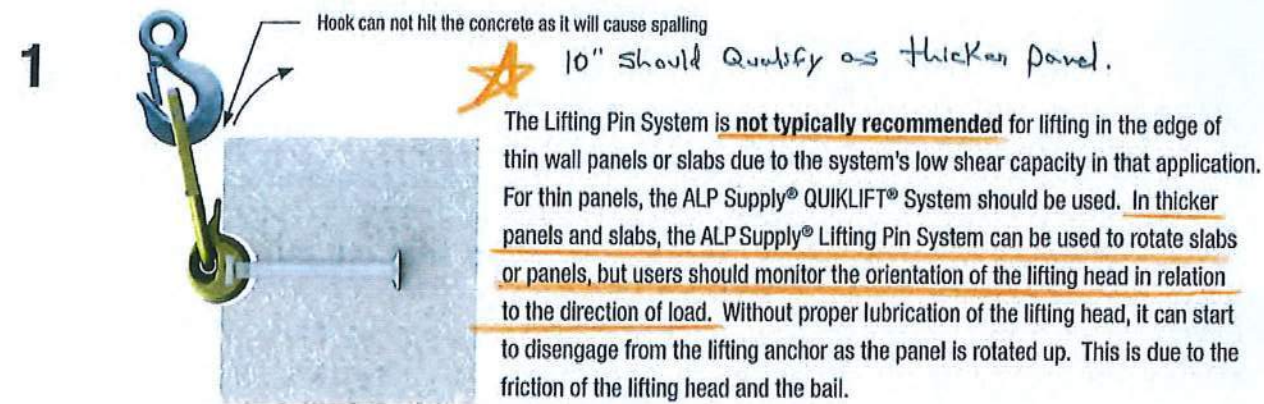 1
Hook can not hit the concrete as it will cause spalling
10" should Qualify as thicker panel.
The Lifting Pin System is not typically recommended for lifting in the edge of
thin wall panels or slabs due to the system's low shear capacity in that application.
For thin panels, the ALP Supply® QUIKLIFT® System should be used. In thicker
panels and slabs, the ALP Supply® Lifting Pin System can be used to rotate slabs
or panels, but users should monitor the orientation of the lifting head in relation
to the direction of load. Without proper lubrication of the lifting head, it can start
to disengage from the lifting anchor as the panel is rotated up. This is due to the
friction of the lifting head and the bail.